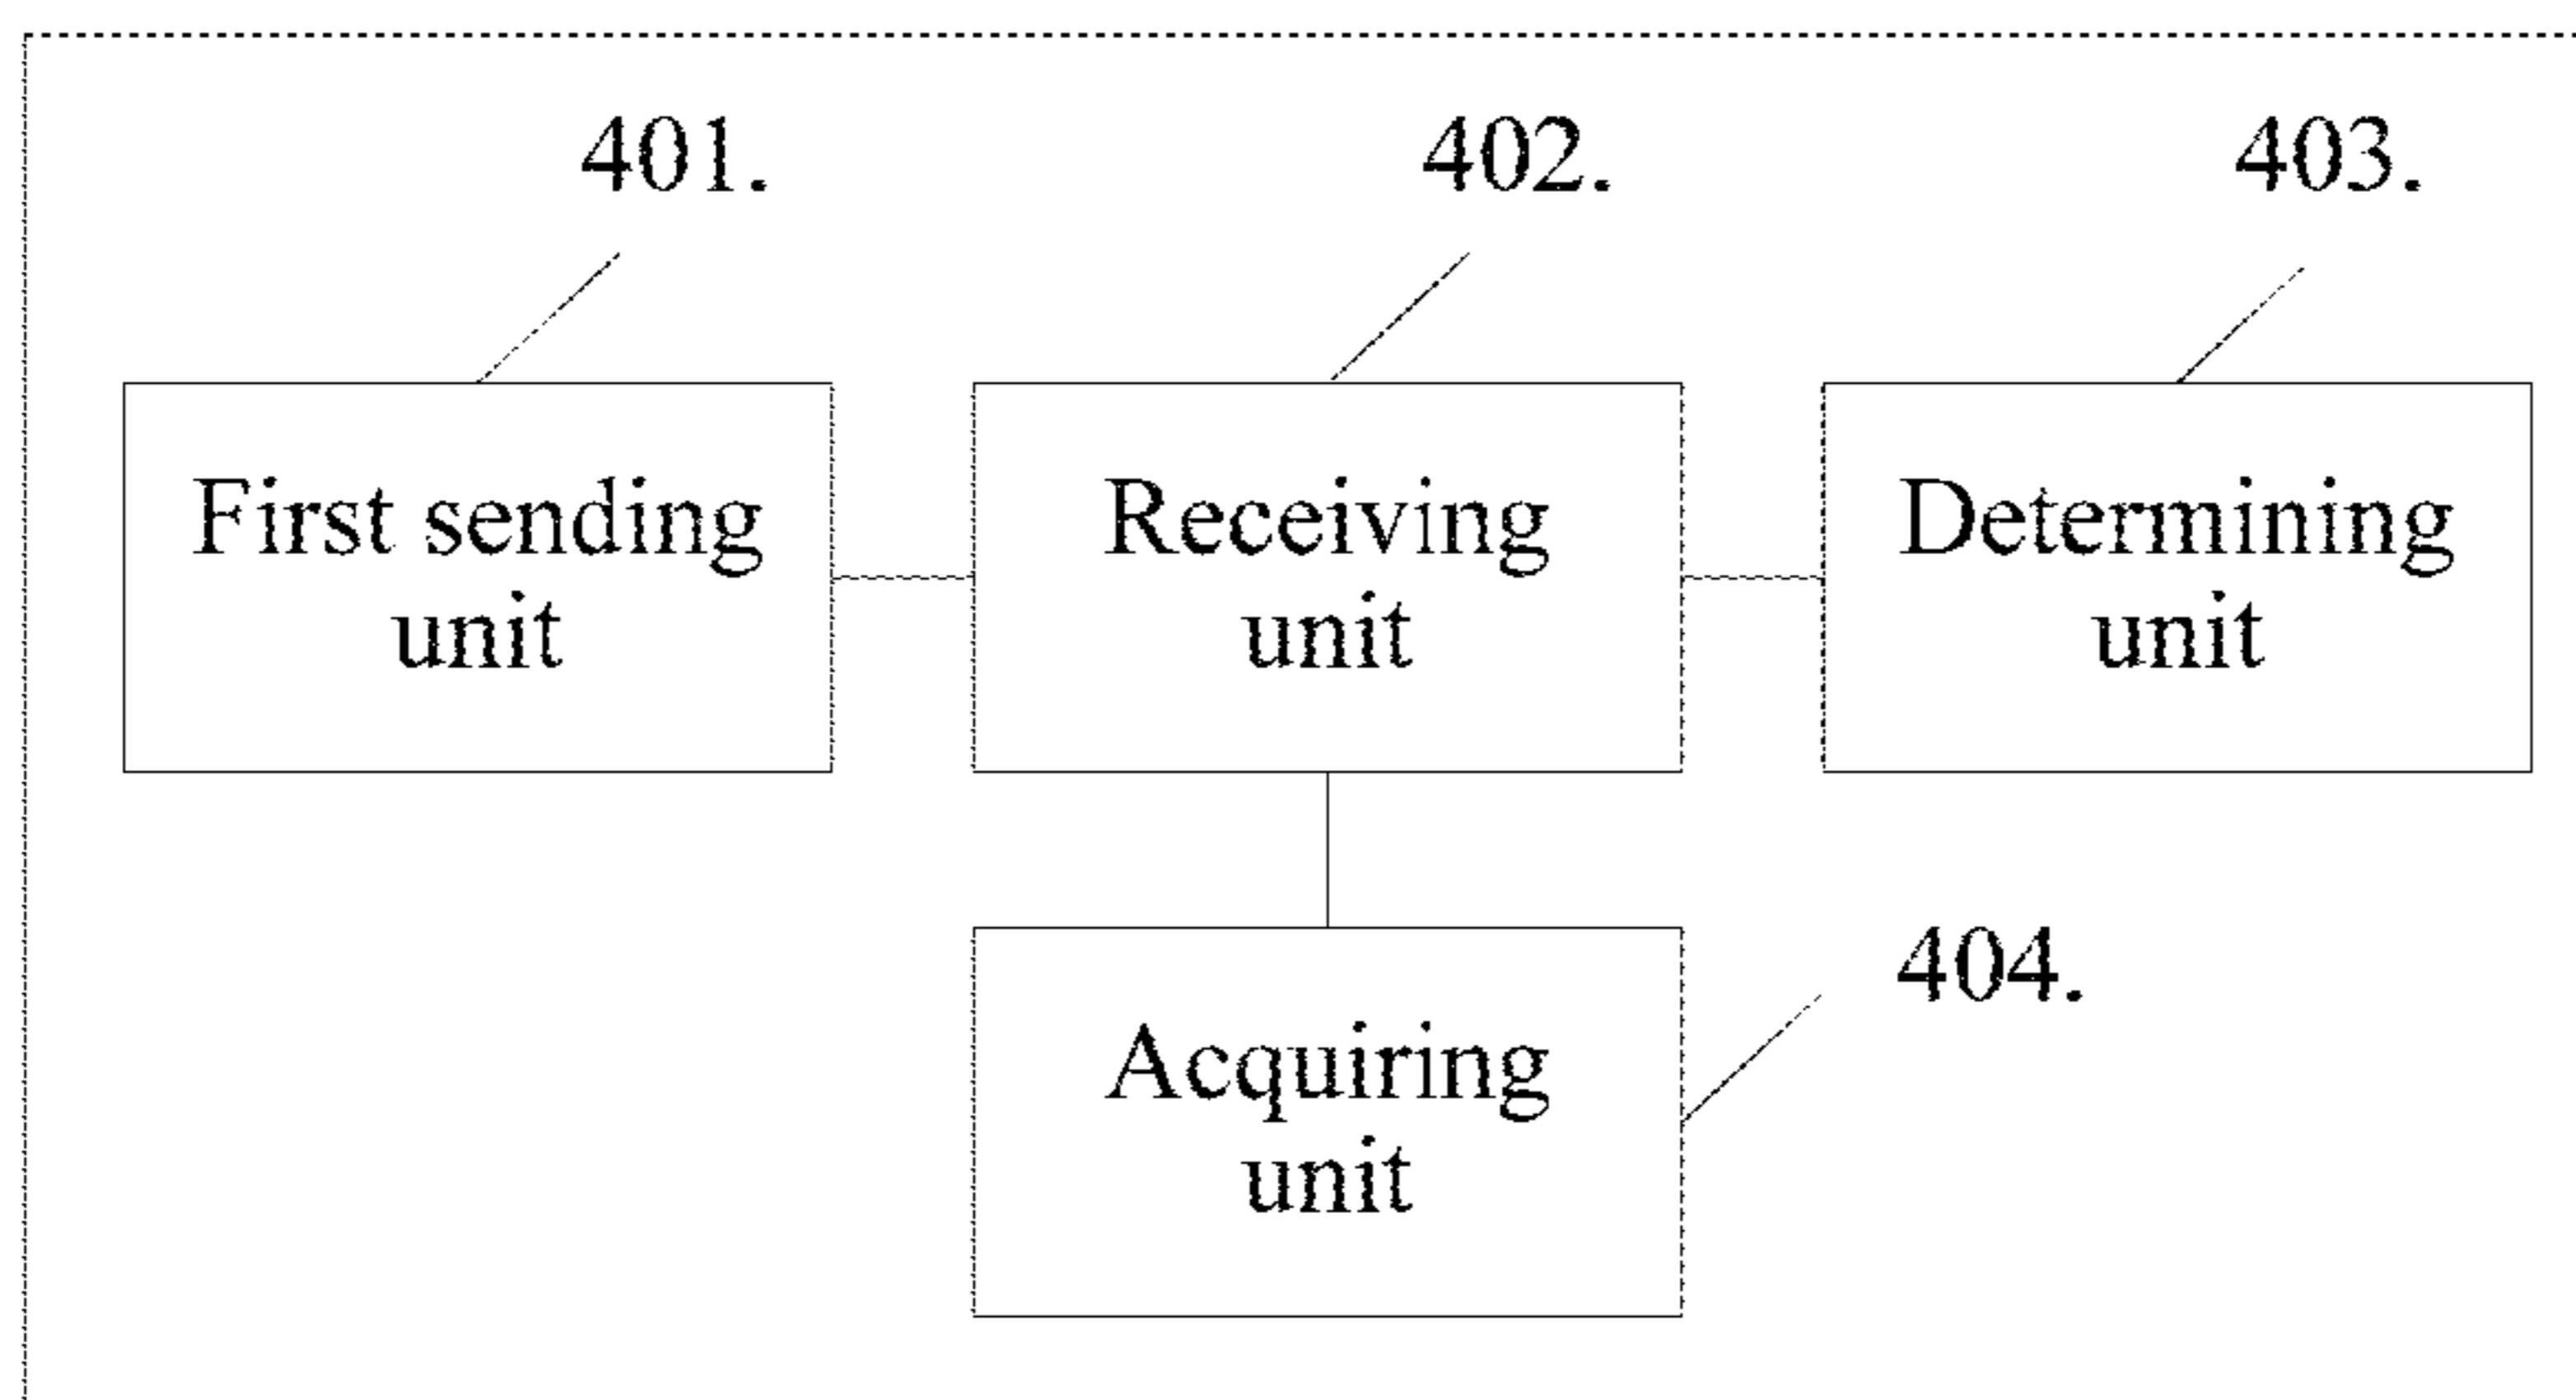 401.
402.
403.
First sending
unit
Receiving
unit
Determining
unit
404.
Acquiring
unit